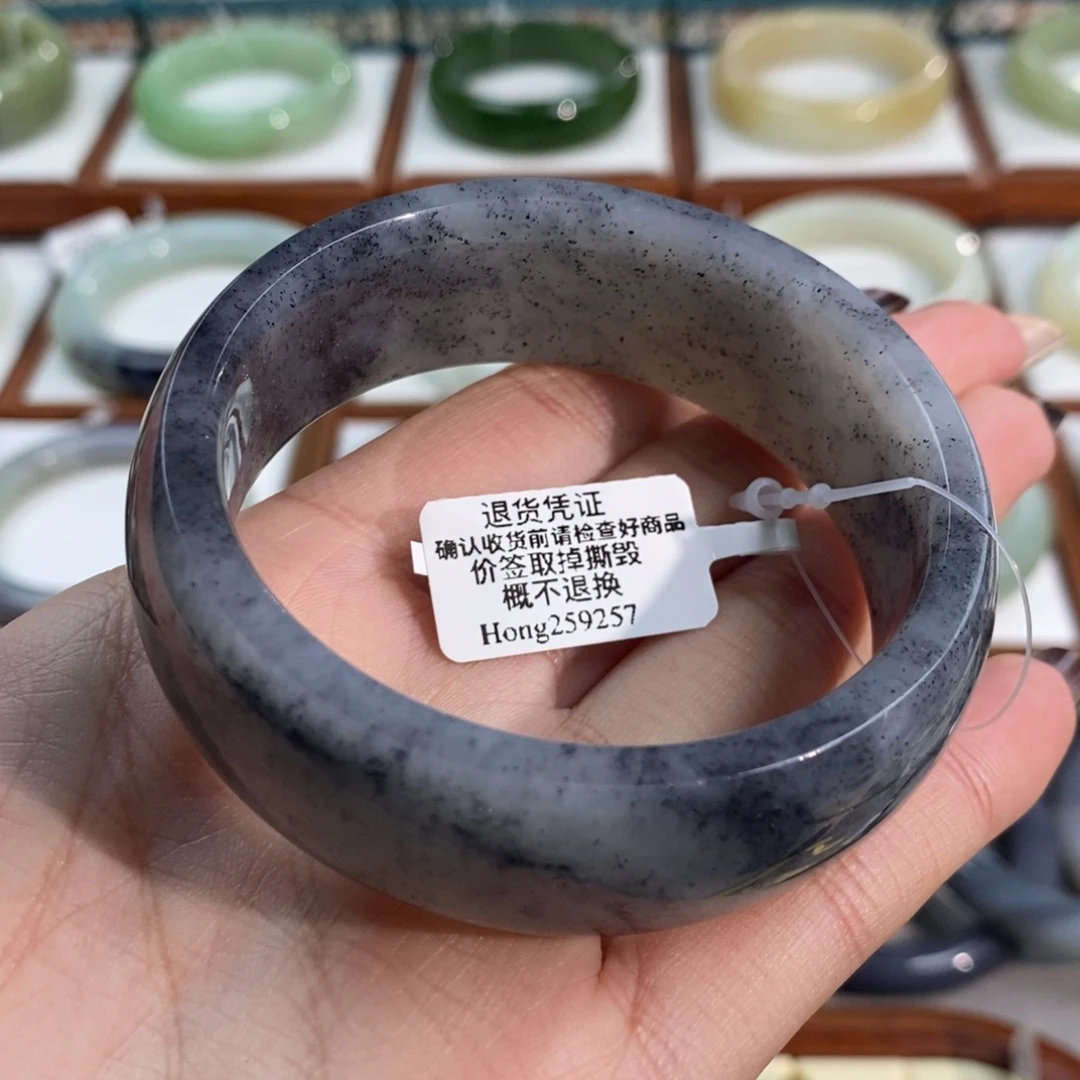 退货凭证
确认收货前请检查好商品
价签取掉撕毁
概不退换
Hong259257